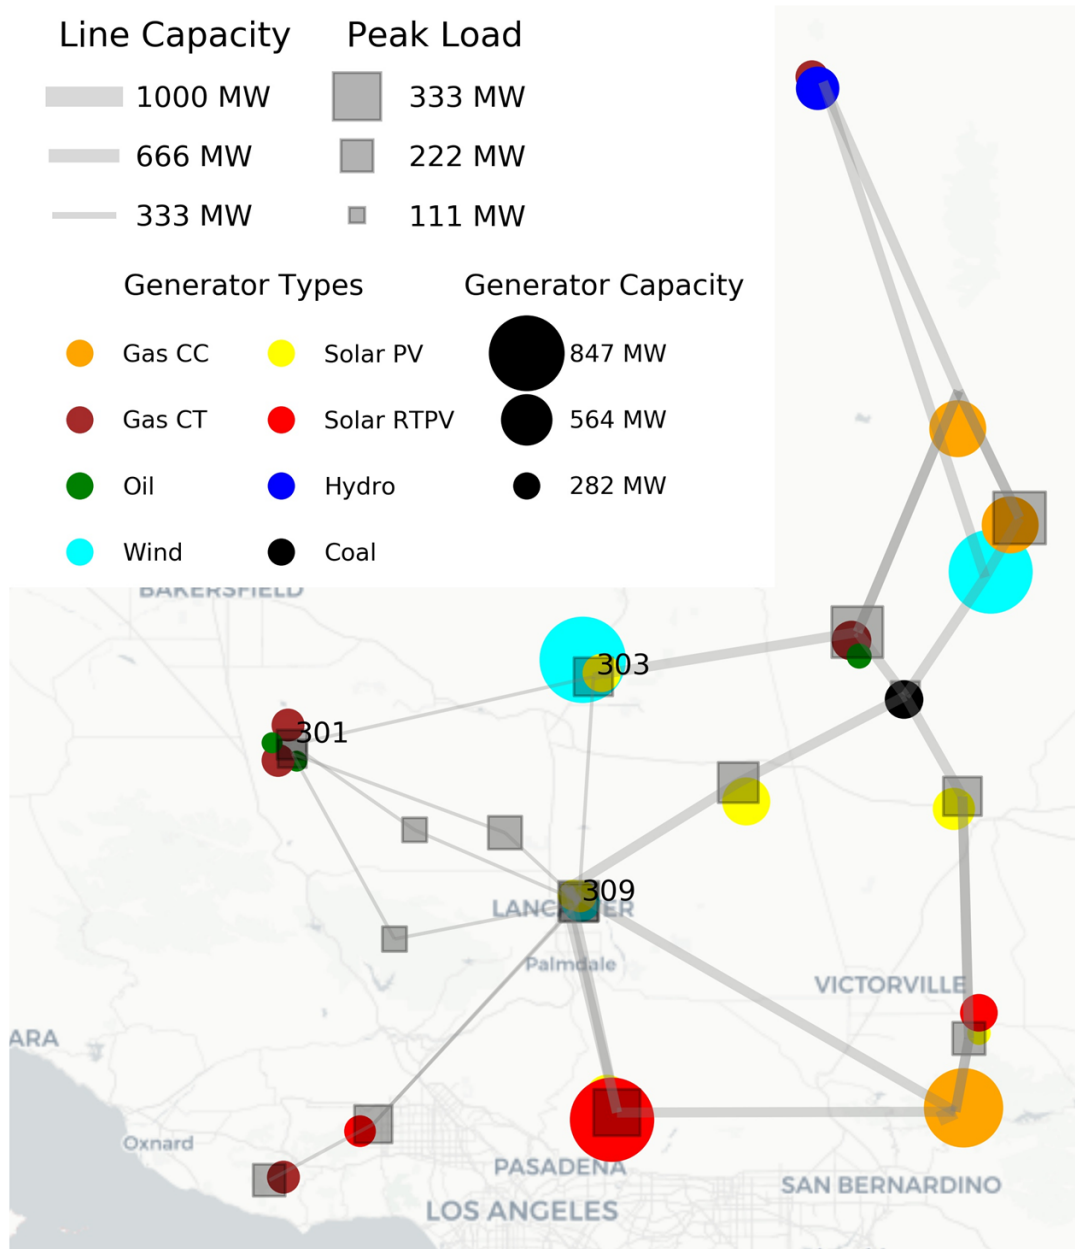 Line Capacity Peak Load
1000 MW 333 MW
666 MW 222 MW
333 MW 111 MW
Generator Types Generator Capacity
Gas CC Solar PV 847 MW
Gas CT Solar RTPV 564 MW
Oil Hydro 282 MW
Wind Coal
BAKERSFIELD
303
301
309
LANCASTER
Palmdale
VICTORVILLE
ARA
Oxnard
PASADENA
SAN BERNARDINO
LOS ANGELES